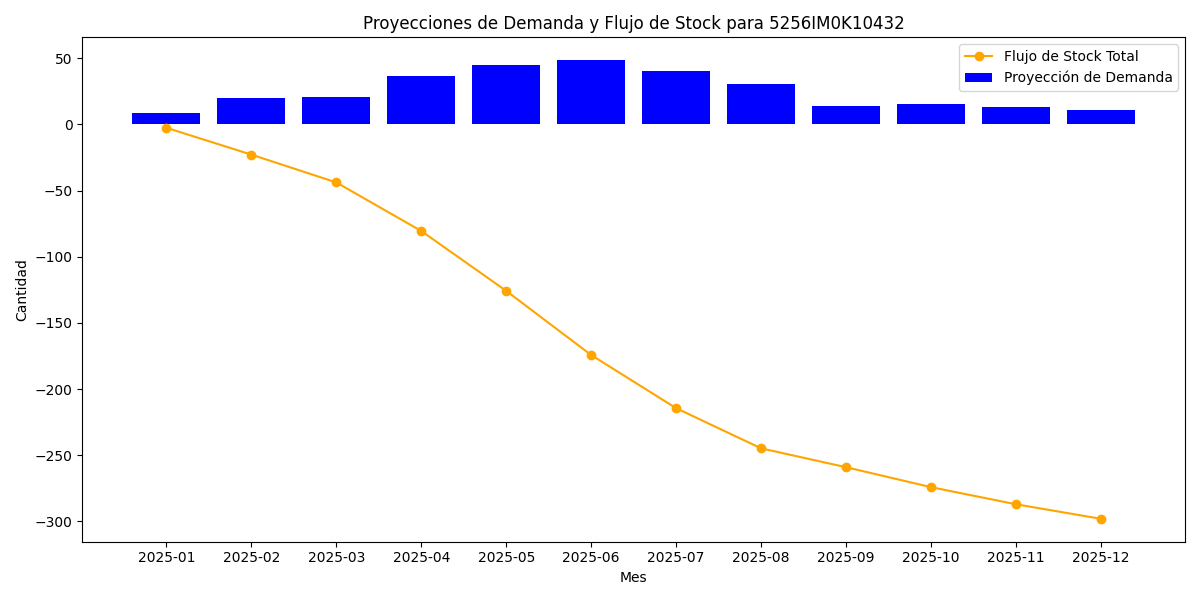 Proyecciones de Demanda y Flujo de Stock para 5256IM0K10432
Flujo de Stock Total
Proyección de Demanda
Cantidad
50
0
−50
−100
−150
−200
−250
−300
2025-01 2025-02 2025-03 2025-04 2025-05 2025-06 2025-07 2025-08 2025-09 2025-10 2025-11 2025-12
Mes